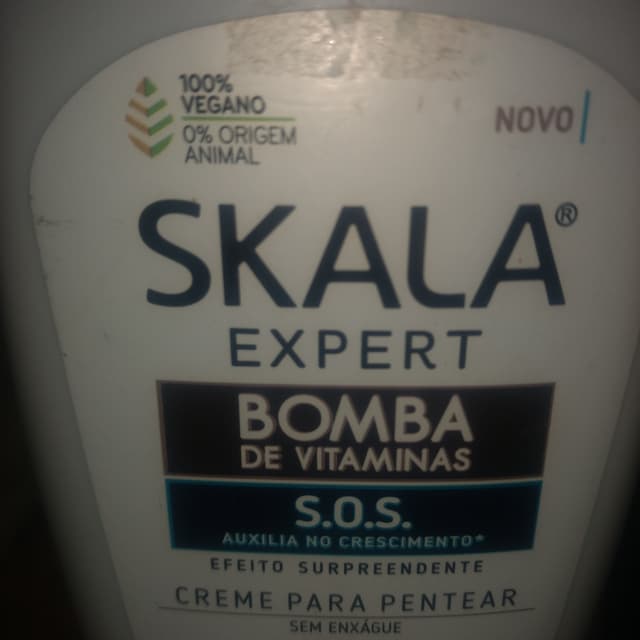 100%
VEGANO
0% ORIGEM
ANIMAL
NOVO
SKALA®
EXPERT
BOMBA
DE VITAMINAS
S.O.S.
AUXILIA NO CRESCIMENTO*
EFEITO SURPREENDENTE
CREME PARA PENTEAR
SEM ENXÁGUE